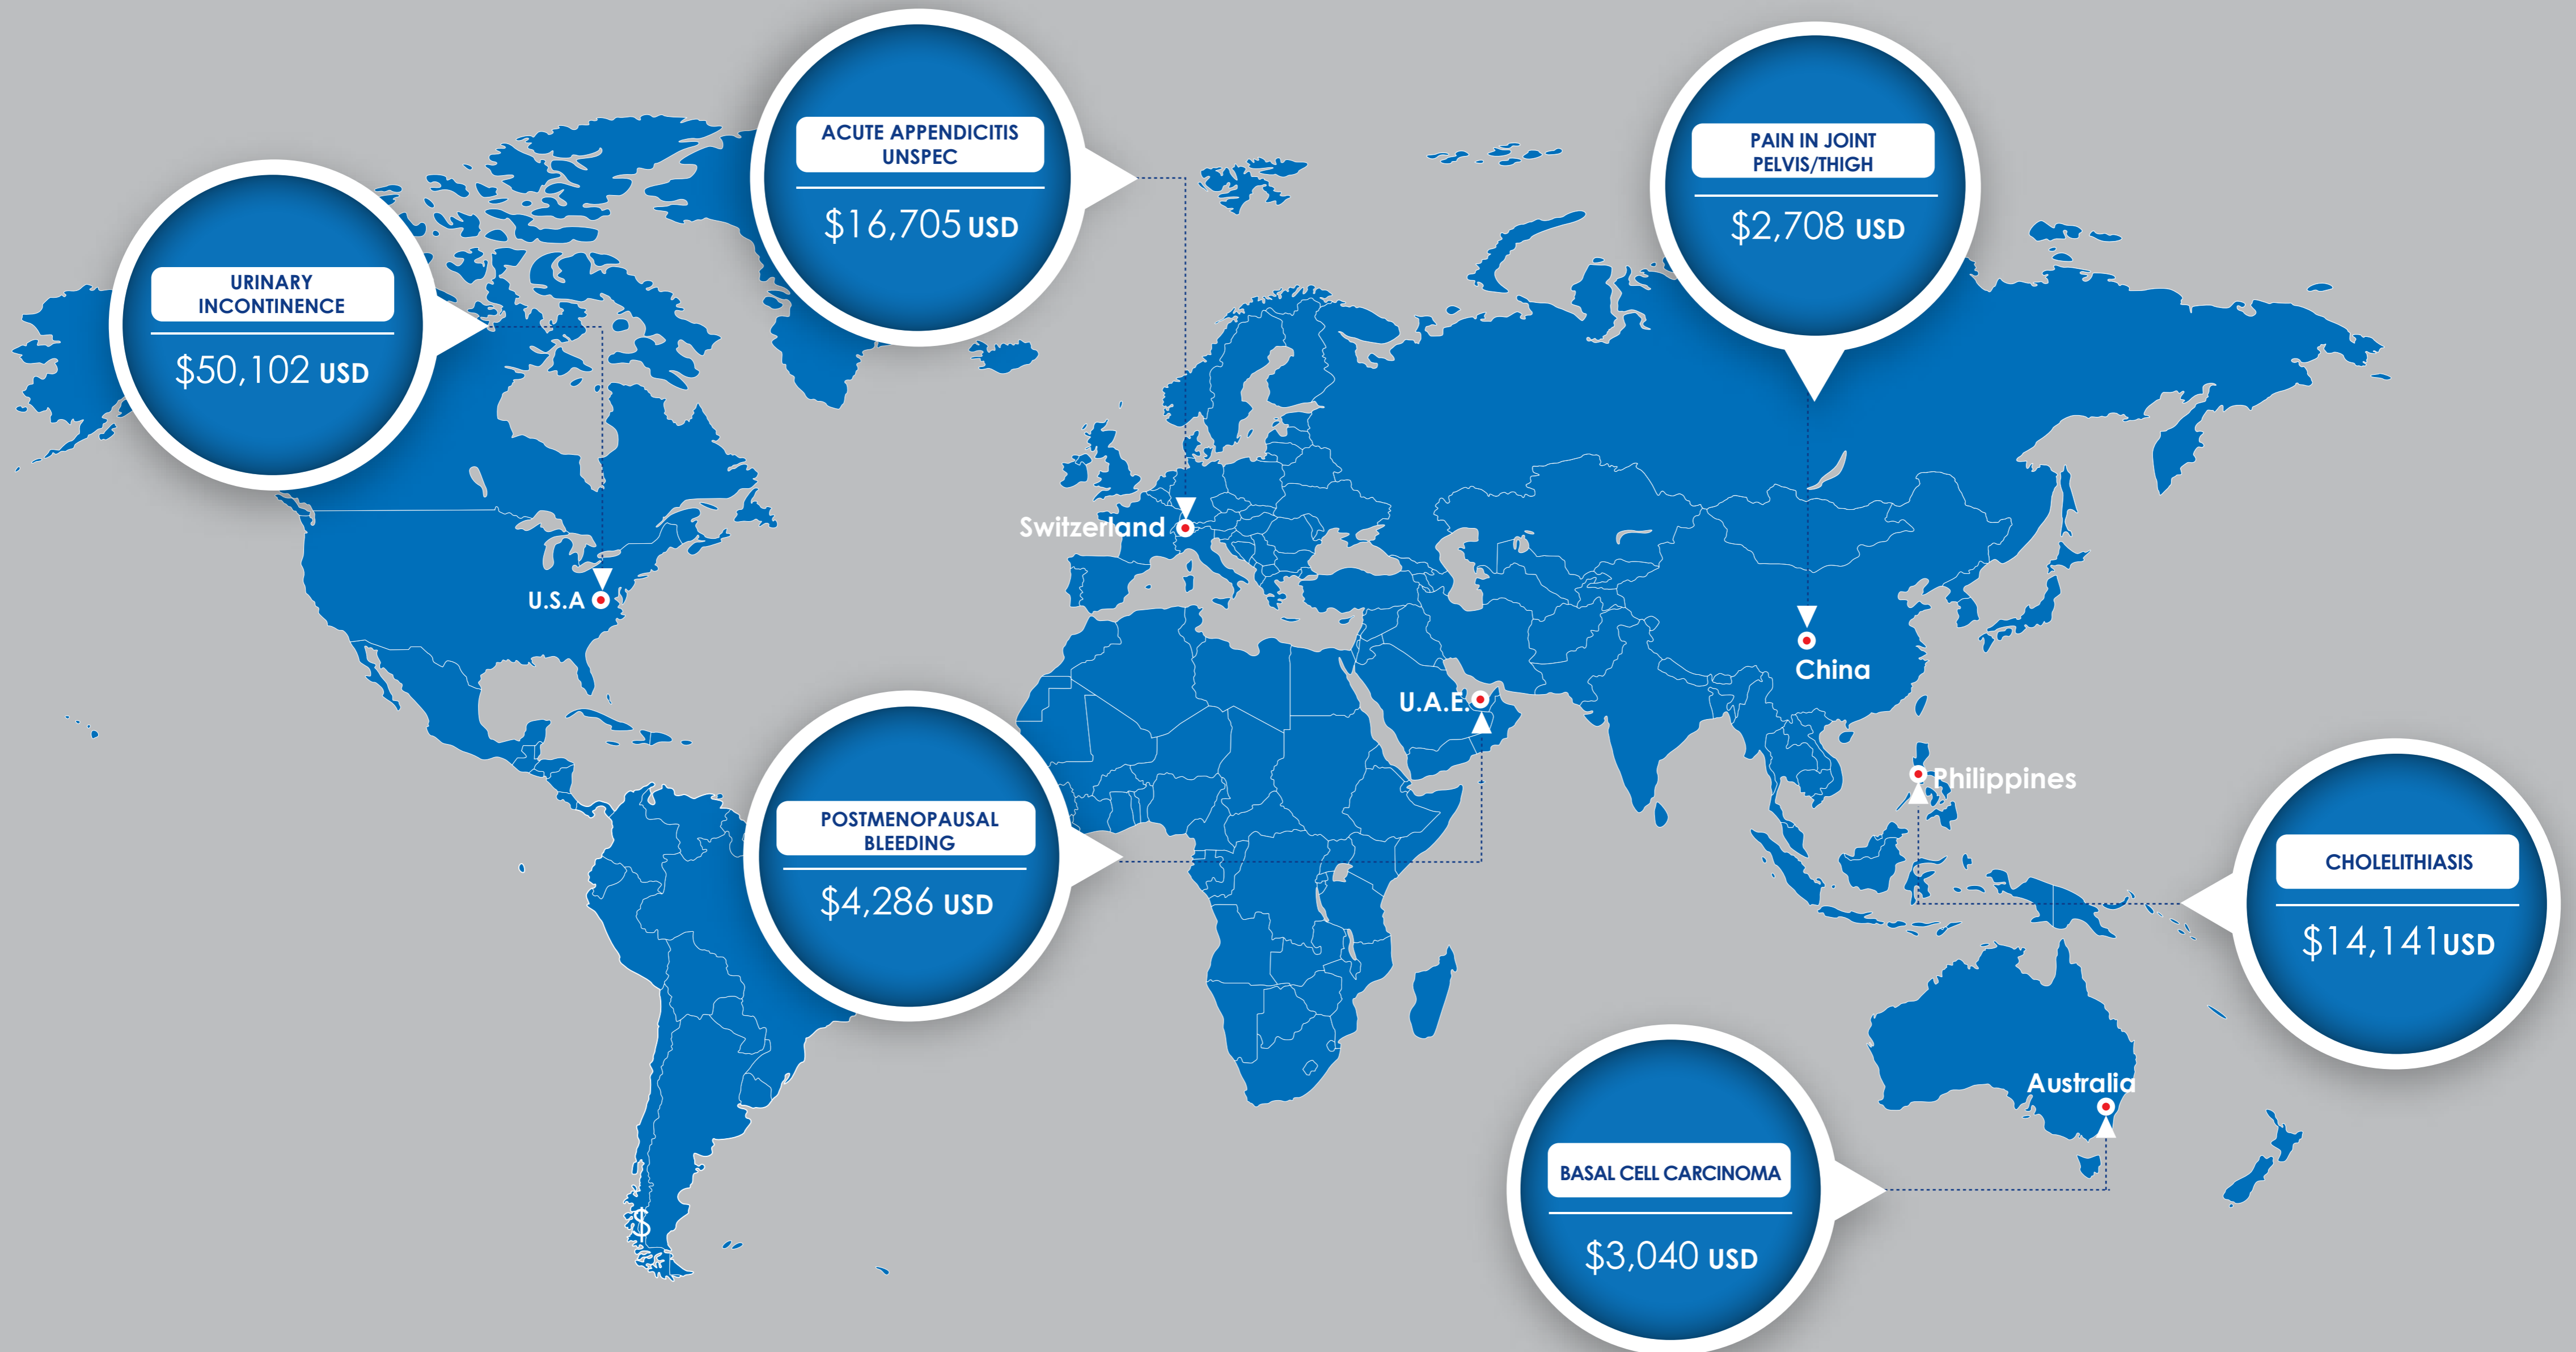 ACUTE APPENDICITIS
UNSPEC
$16,705 USD
PAIN IN JOINT
PELVIS/THIGH
$2,708 USD
URINARY
INCONTINENCE
$50,102 USD
Switzerland
U.S.A
China
U.A.E.
Philippines
POSTMENOPAUSAL
BLEEDING
$4,286 USD
CHOLELITHIASIS
$14,141USD
Australia
BASAL CELL CARCINOMA
$3,040 USD
$